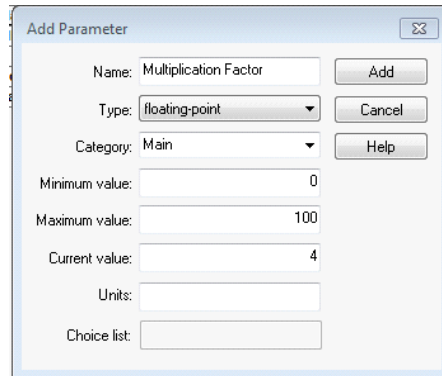 Add Parameter
Name: Multiplication Factor Add
Type: floating-point Cancel
Category: Main Help
Minimum value: 0
Maximum value: 100
Current value: 4
Units:
Choice list: